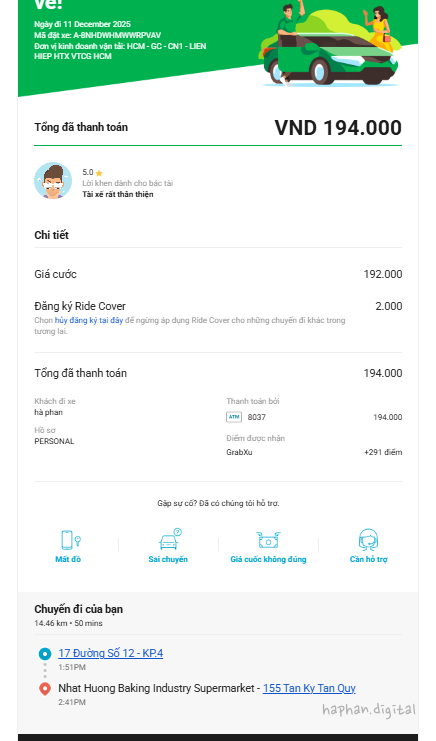 về!
Ngày đi 11 December 2025
Mã đặt xe: A-BNHDWHMWWRPVAV
Đơn vị kinh doanh vận tải: HCM - GC - CN1 - LIEN
HIEP HTX VTCG HCM
Tổng đã thanh toán VND 194.000
5.0
Lời khen dành cho bác tài
Tài xế rất thân thiện
Chi tiết
Giá cước 192.000
Đăng ký Ride Cover 2.000
Chọn hủy đăng ký tại đây để ngừng áp dụng Ride Cover cho những chuyến đi khác trong
tương lai.
Tổng đã thanh toán 194.000
Khách đi xe
hà phan
Hồ sơ
PERSONAL
Thanh toán bởi
ATM 8037 194.000
Điểm được nhận
GrabXu +291 điểm
Gặp sự cố? Đã có chúng tôi hỗ trợ.
Mất đồ Sai chuyến Giá cước không đúng Cần hỗ trợ
Chuyến đi của bạn
14.46 km • 50 mins
17 Đường Số 12 - KP.4
1:51PM
Nhat Huong Baking Industry Supermarket - 155 Tan Ky Tan Quy
2:41PM
haphan.digital